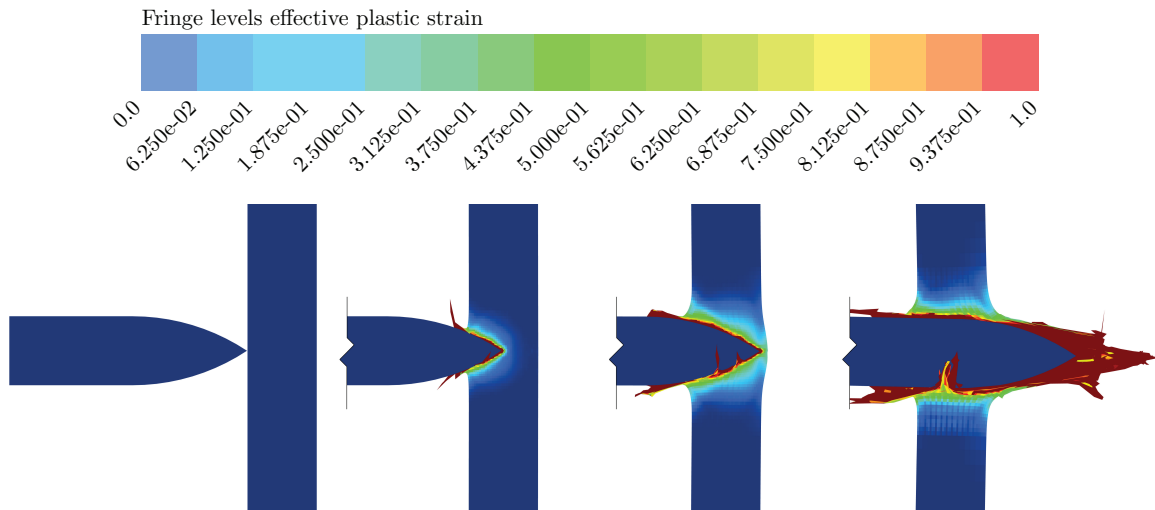 Fringe levels effective plastic strain
0.0
6.250e-02
1.250e-01
1.875e-01
2.500e-01
3.125e-01
3.750e-01
4.375e-01
5.000e-01
5.625e-01
6.250e-01
6.875e-01
7.500e-01
8.125e-01
8.750e-01
9.375e-01
1.0